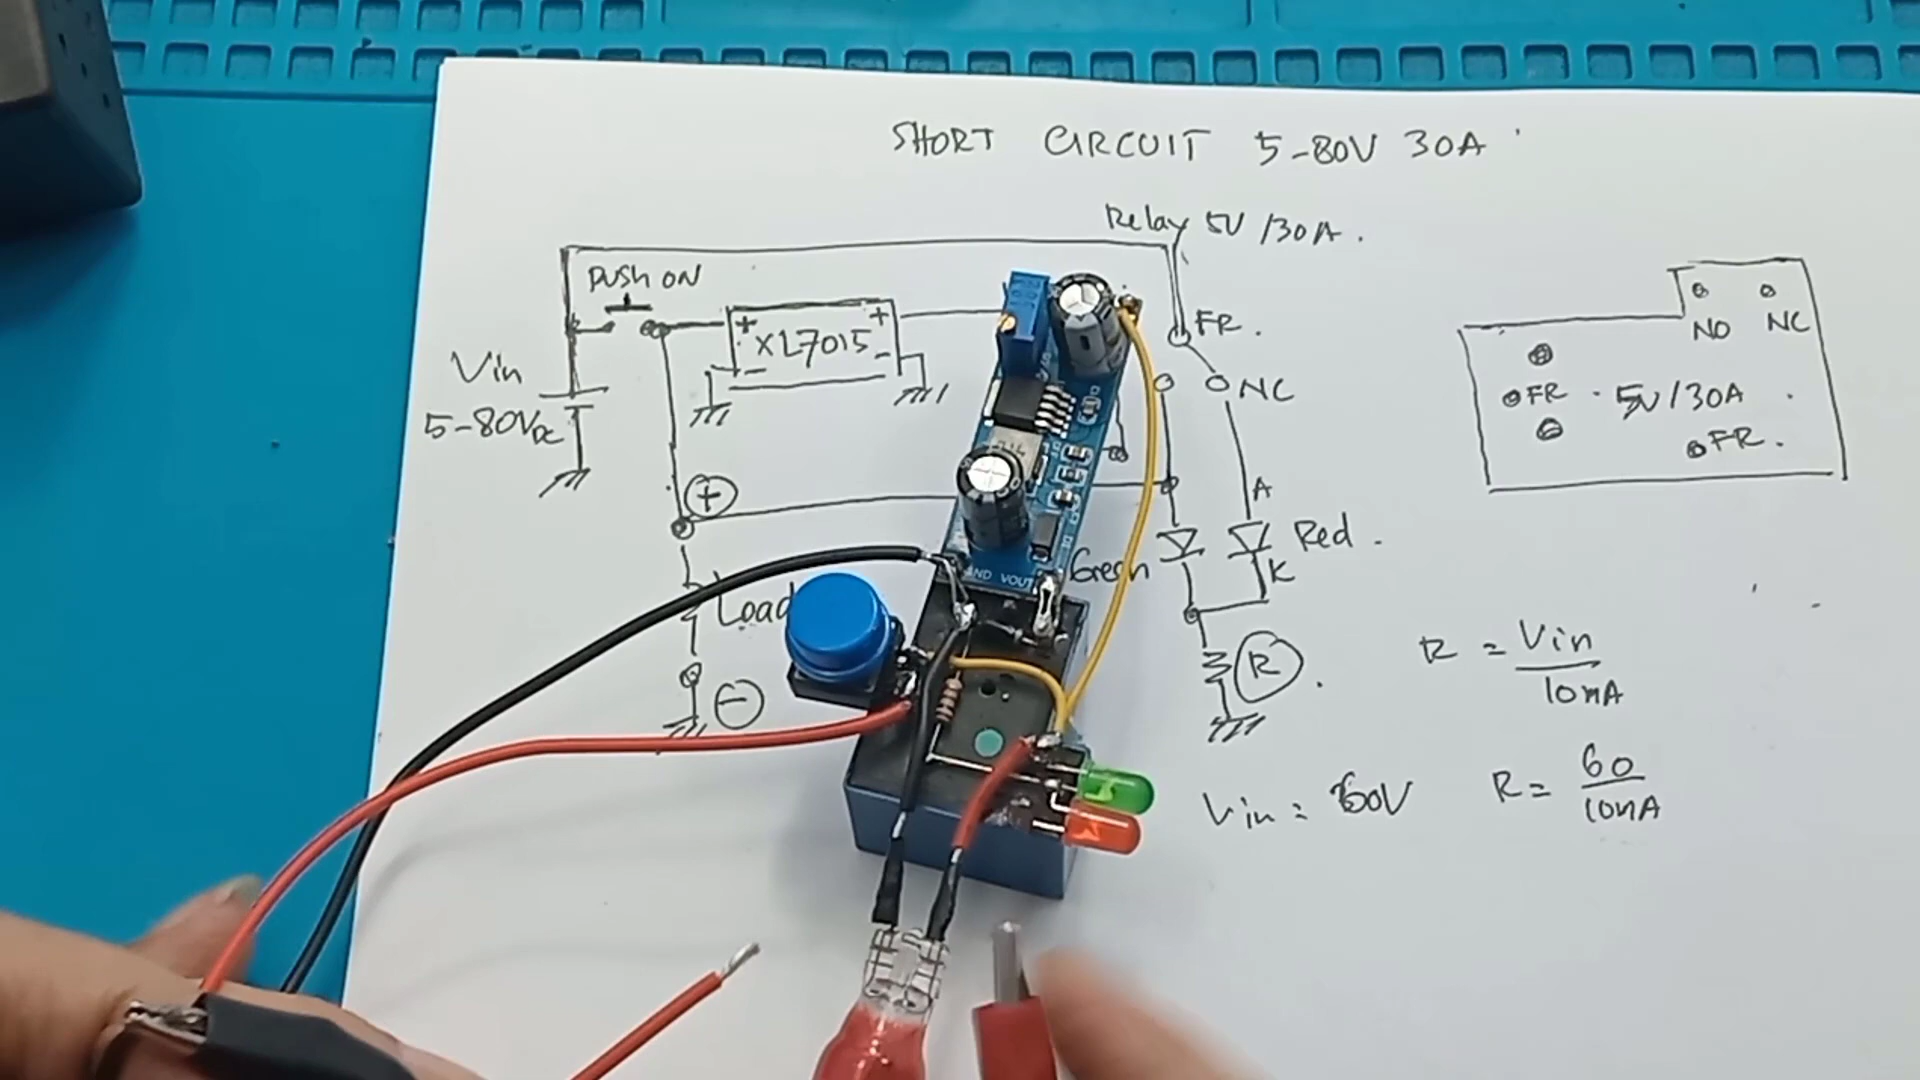 SHORT CIRCUIT 5-80V 30A
Relay 5V /30A.
PUSH ON
+ XL7015 +
- -
FR.
NC
Vin
5-80VDC
+
Load
-
A
Green
Red.
K
R
NO NC
FR. 5V/30A.
FR.
GND VOUT
R = Vin
10mA
Vin = 60V R = 60
10mA